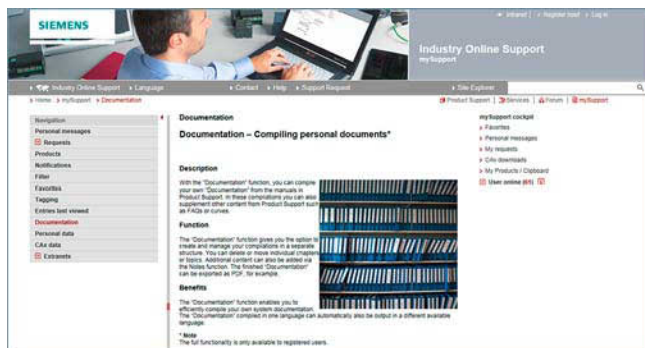 SIEMENS
Intranet | Register now! Log in
Industry Online Support
mySupport
Industry Online Support Language Contact Help Support Request Site Explorer
Home mySupport Documentation Product Support | Services | Forum | mySupport
Navigation
Personal messages
Requests
Products
Notifications
Filter
Favorites
Tagging
Entries last viewed
Documentation
Personal data
CAx data
Extranets
Documentation
Documentation – Compiling personal documents*
Description
With the "Documentation" function, you can compile
your own "Documentation" from the manuals in
Product Support. In these compilations you can also
supplement other content from Product Support such
as FAQs or curves.
Function
The "Documentation" function gives you the option to
create and manage your compilations in a separate
structure. You can delete or move individual chapters
or topics. Additional content can also be added via
the Notes function. The finished "Documentation"
can be exported as PDF, for example.
Benefits
The "Documentation" function enables you to
efficiently compile your own system documentation.
The "Documentation" compiled in one language can automatically also be output in a different available
language.
* Note
The full functionality is only available to registered users.
mySupport cockpit
Favorites
Personal messages
My requests
CAx downloads
My Products / Clipboard
User online (69)